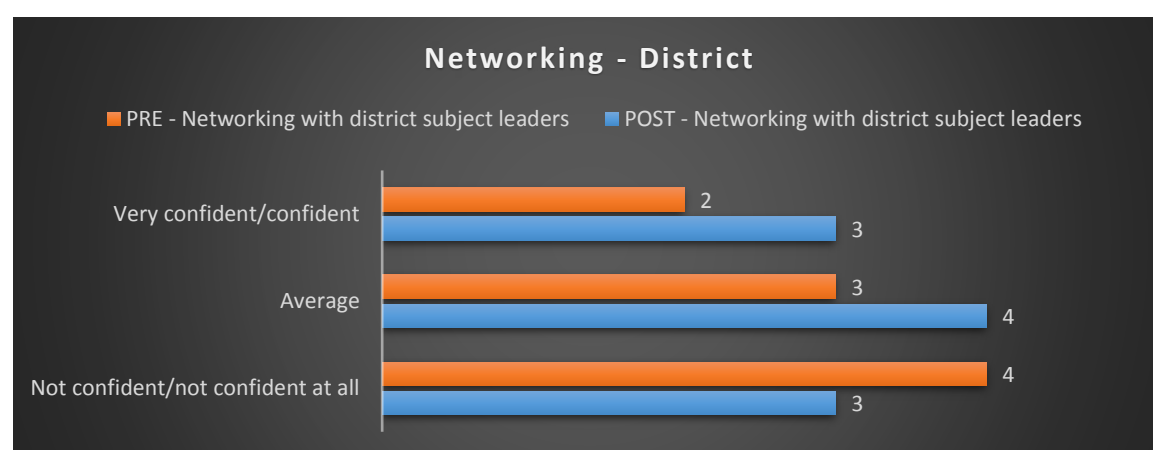 Networking - District
PRE - Networking with district subject leaders POST - Networking with district subject leaders
Very confident/confident
2
3
Average
3
4
Not confident/not confident at all
4
3